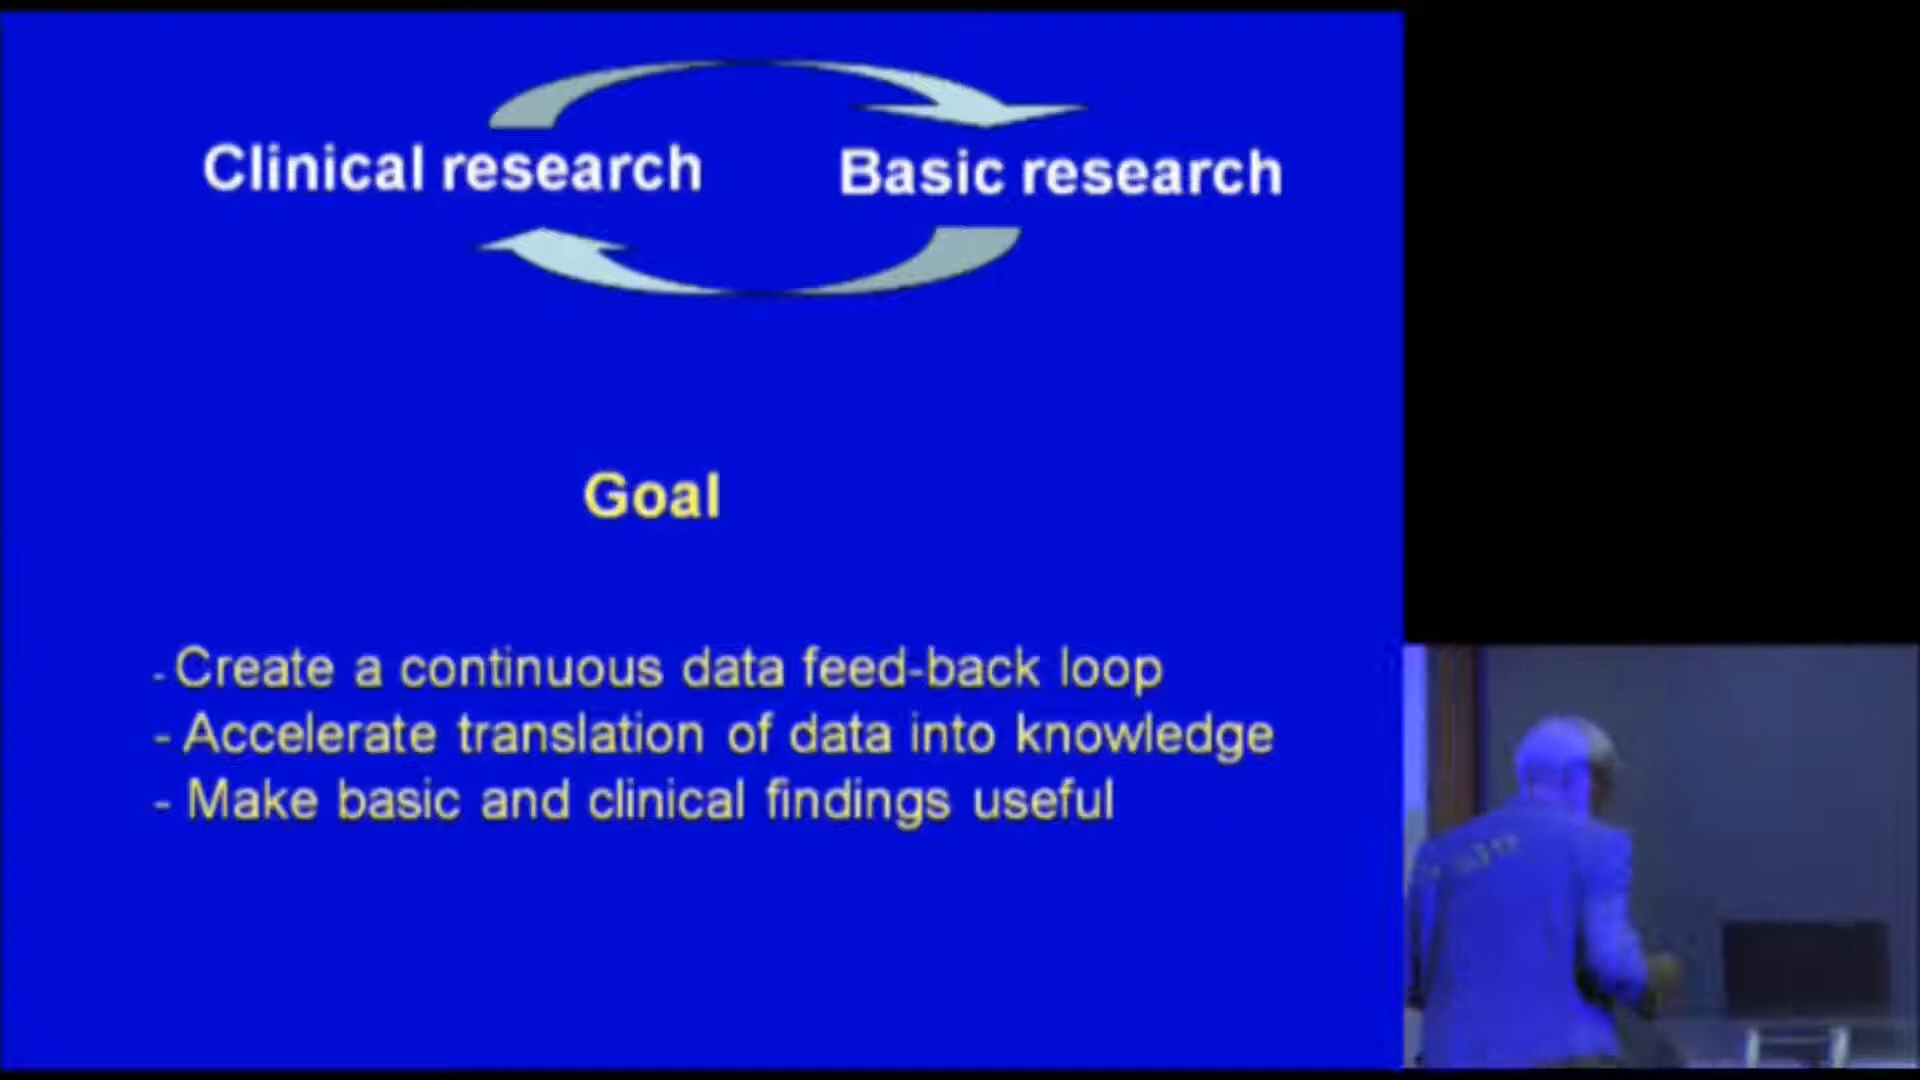 Clinical research Basic research
Goal
- Create a continuous data feed-back loop
- Accelerate translation of data into knowledge
- Make basic and clinical findings useful